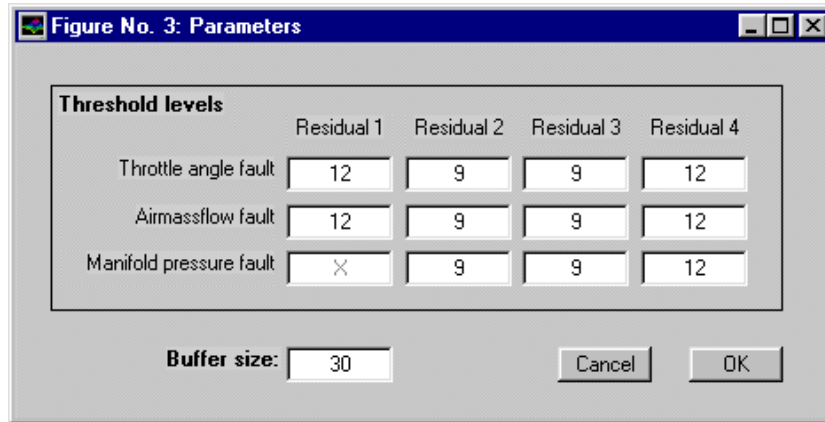 Figure No. 3: Parameters
Threshold levels
Residual 1 Residual 2 Residual 3 Residual 4
Throttle angle fault 12 9 9 12
Airmassflow fault 12 9 9 12
Manifold pressure fault X 9 9 12
Buffer size: 30 Cancel OK